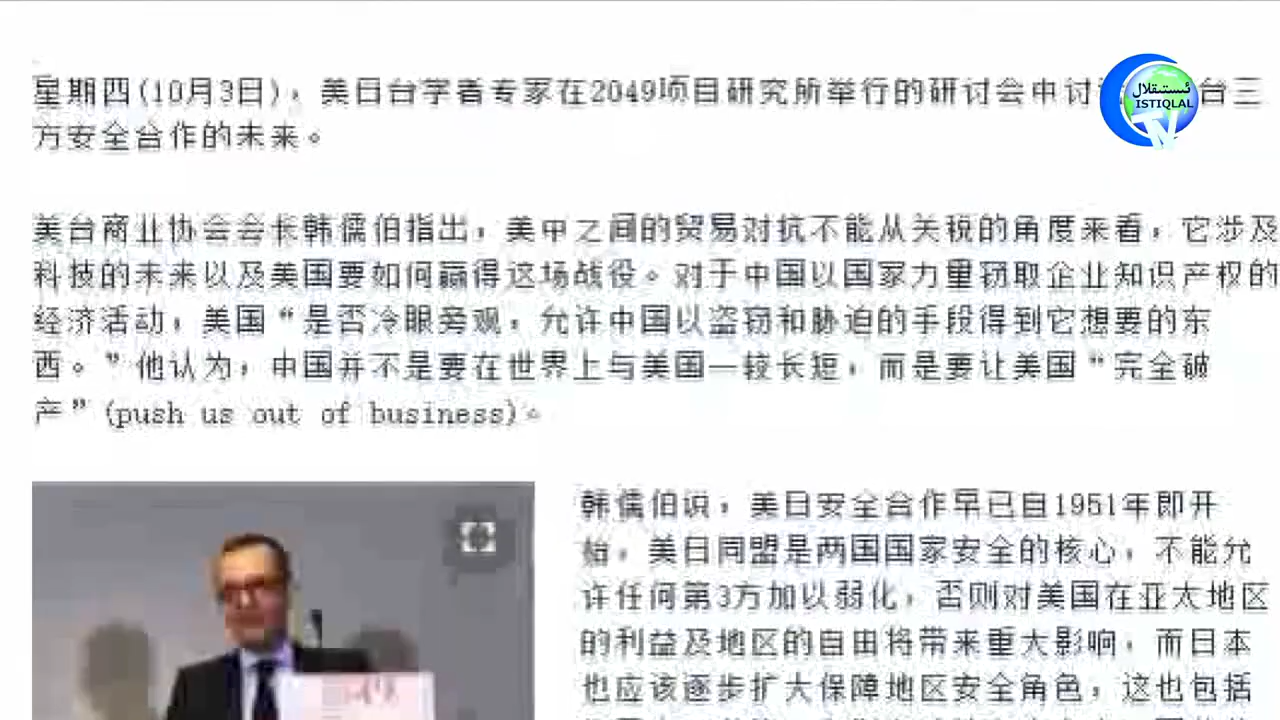 星期四(10月3日)，美日台学者专家在2049项目研究所举行的研讨会中讨 台三
方安全合作的未来。
ئىستىقلال
ISTIQLAL
TV
美台商业协会会长韩儒伯指出，美中之间的贸易对抗不能从关税的角度来看，它涉及
科技的未来以及美国要如何赢得这场战役。对于中国以国家力量窃取企业知识产权的
经济活动，美国“是否冷眼旁观，允许中国以盗窃和胁迫的手段得到它想要的东
西。”他认为，中国并不是要在世界上与美国一较长短，而是要让美国“完全破
产”(push us out of business)。
韩儒伯说，美日安全合作早已自1951年即开
始，美日同盟是两国国家安全的核心，不能允
许任何第3方加以弱化，否则对美国在亚太地区
的利益及地区的自由将带来重大影响，而日本
也应该逐步扩大保障地区安全角色，这也包括